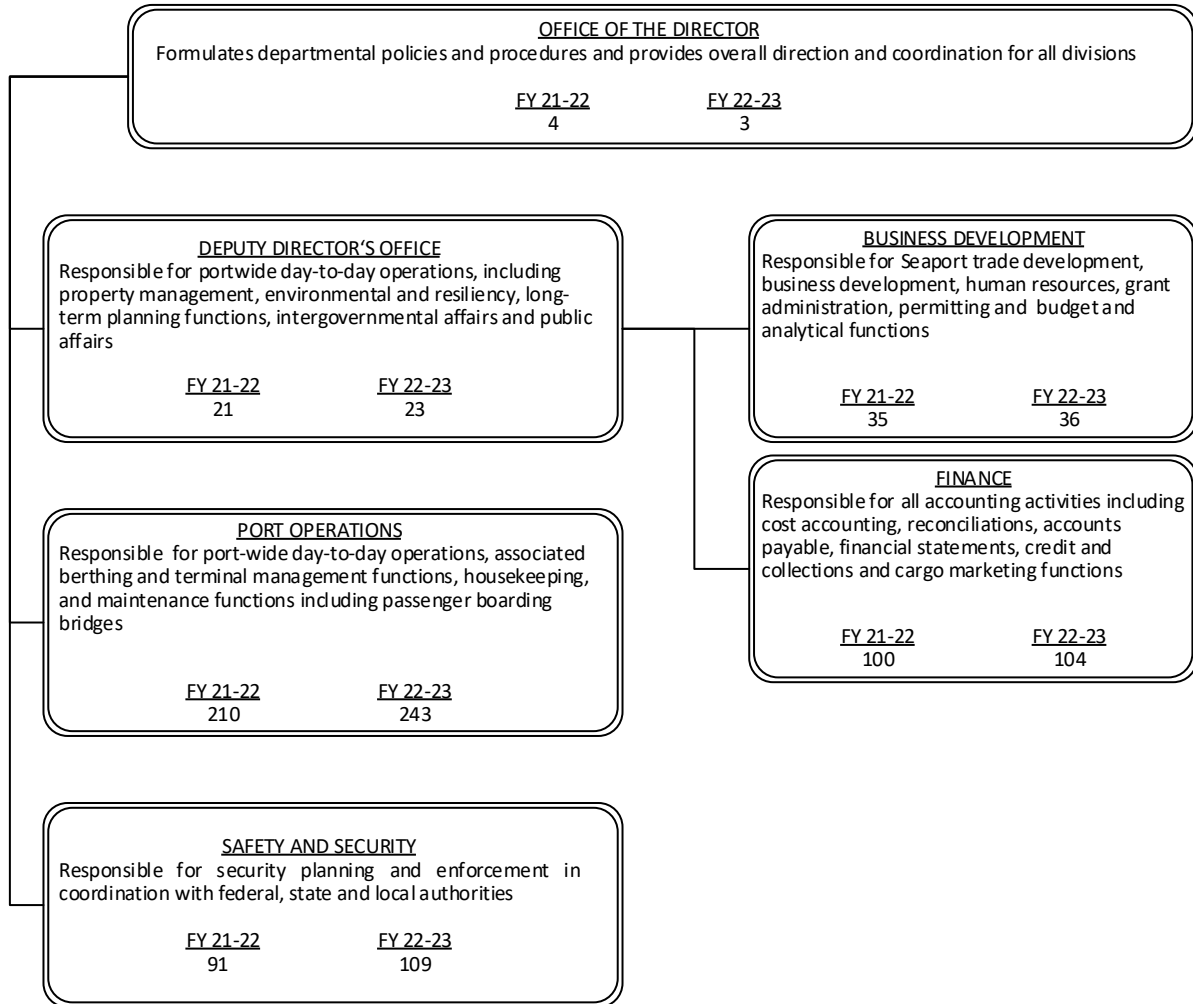 OFFICE OF THE DIRECTOR
Formulates departmental policies and procedures and provides overall direction and coordination for all divisions
FY 21-22 FY 22-23
4 3
DEPUTY DIRECTOR'S OFFICE
Responsible for portwide day-to-day operations, including
property management, environmental and resiliency, long-
term planning functions, intergovernmental affairs and public
affairs
FY 21-22 FY 22-23
21 23
BUSINESS DEVELOPMENT
Responsible for Seaport trade development,
business development, human resources, grant
administration, permitting and budget and
analytical functions
FY 21-22 FY 22-23
35 36
FINANCE
Responsible for all accounting activities including
cost accounting, reconciliations, accounts
payable, financial statements, credit and
collections and cargo marketing functions
FY 21-22 FY 22-23
100 104
PORT OPERATIONS
Responsible for port-wide day-to-day operations, associated
berthing and terminal management functions, housekeeping,
and maintenance functions including passenger boarding
bridges
FY 21-22 FY 22-23
210 243
SAFETY AND SECURITY
Responsible for security planning and enforcement in
coordination with federal, state and local authorities
FY 21-22 FY 22-23
91 109